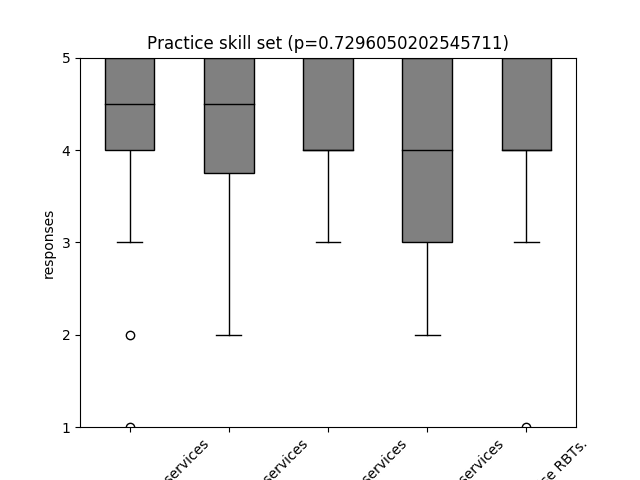 Practice skill set (p=0.7296050202545711)
5
4
3
2
1
responses
services
services
services
services
RBTs.